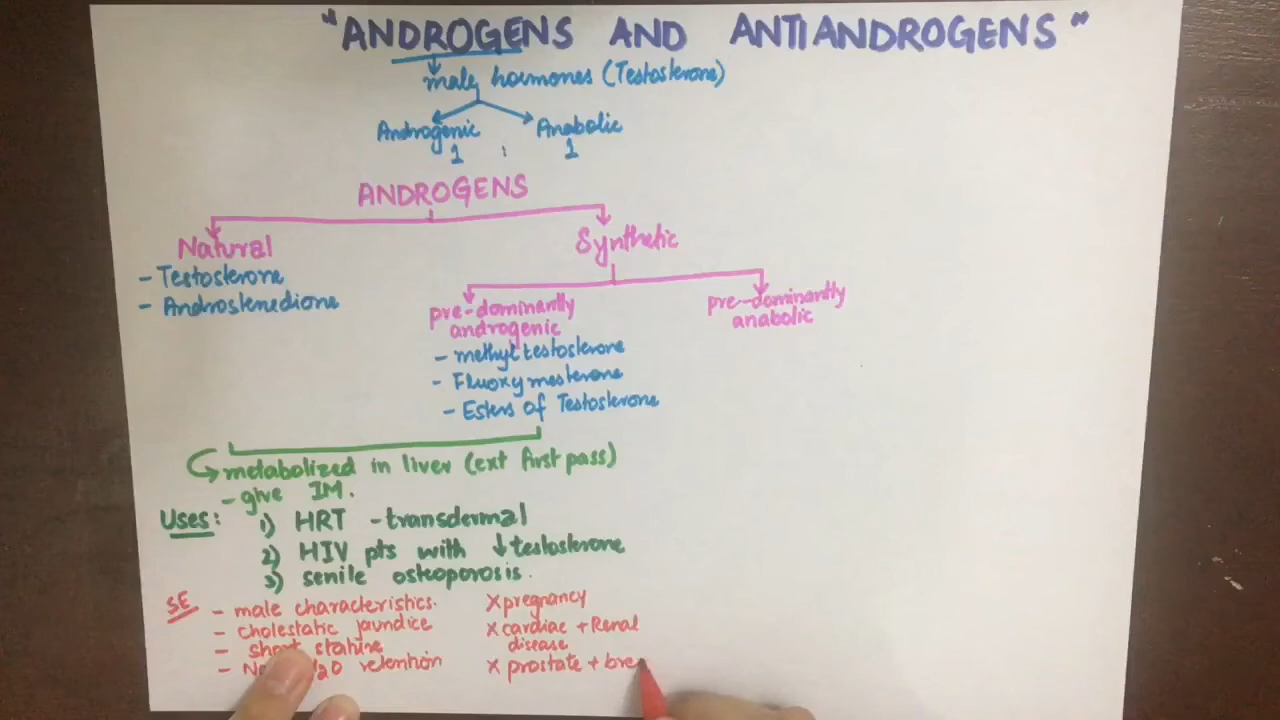 "ANDROGENS AND ANTIANDROGENS"
male hormones (Testosterone)
Androgenic Anabolic
1 : 1
ANDROGENS
Natural
- Testosterone
- Androstenedione
Synthetic
pre-dominantly
androgenic
- methyl testosterone
- Fluoxymesterone
- Esters of Testosterone
pre-dominantly
anabolic
metabolized in liver (ext first pass)
- give IM.
Uses:
1) HRT - transdermal
2) HIV pts with ↓ testosterone
3) senile osteoporosis.
SE
- male characteristics.
- cholestatic jaundice
- short stature
- retention
X pregnancy
X cardiac + Renal
disease
X prostate + bre